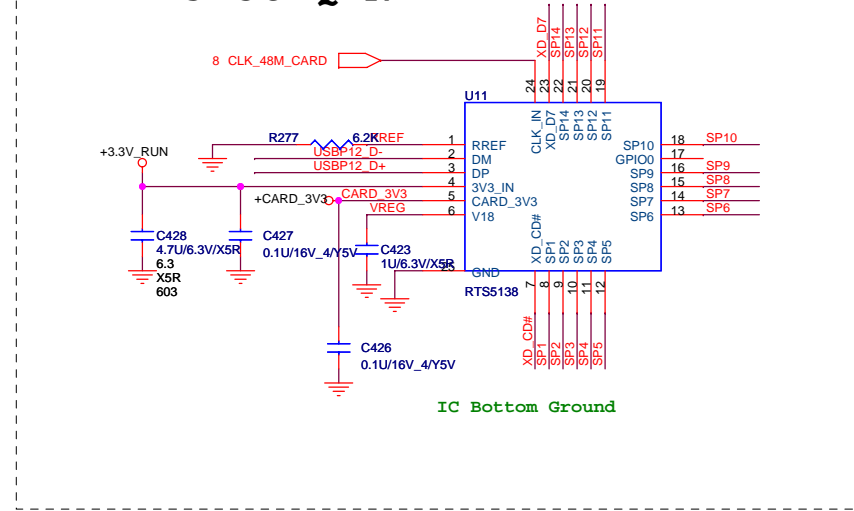 8 CLK_48M_CARD
XD_D7
SP14
SP13
SP12
SP11
24
23
22
21
20
19
U11
CLK_IN
XD_D7
SP14
SP13
SP12
SP11
R277
6.2K
RREF
1
RREF
USBP12_D-
2
DM
USBP12_D+
3
DP
+3.3V_RUN
4
3V3_IN
+CARD_3V3
CARD_3V3
5
CARD_3V3
VREG
6
V18
SP10
18
SP10
GPIO0
17
SP9
16
SP9
SP8
15
SP8
SP7
14
SP7
SP6
13
SP6
XD_CD#
SP1
SP2
SP3
SP4
SP5
C428
4.7U/6.3V/X5R
6.3
X5R
603
C427
0.1U/16V_4/Y5V
C423
1U/6.3V/X5R
25
GND
RTS5138
7
8
9
10
11
12
XD_CD#
SP1
SP2
SP3
SP4
SP5
C426
0.1U/16V_4/Y5V
IC Bottom Ground